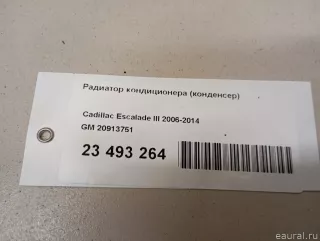 Радиатор кондиционера (конденсер)
Cadillac Escalade III 2006-2014
GM 20913751
23 493 264
eaural.ru